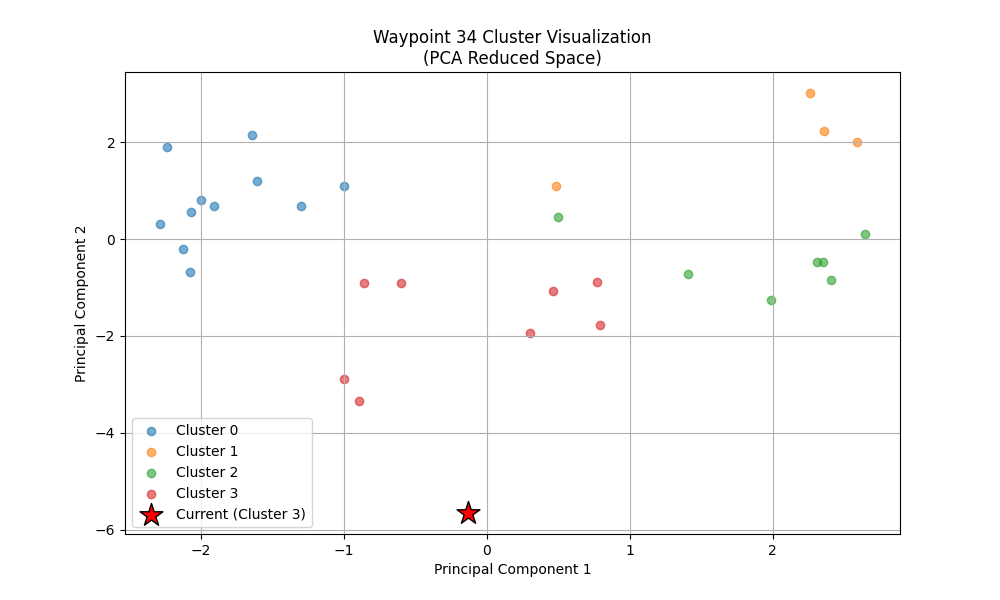 Waypoint 34 Cluster Visualization
(PCA Reduced Space)
Principal Component 2
2
0
−2
−4
−6
Cluster 0
Cluster 1
Cluster 2
Cluster 3
Current (Cluster 3)
−2
−1
0
1
2
Principal Component 1